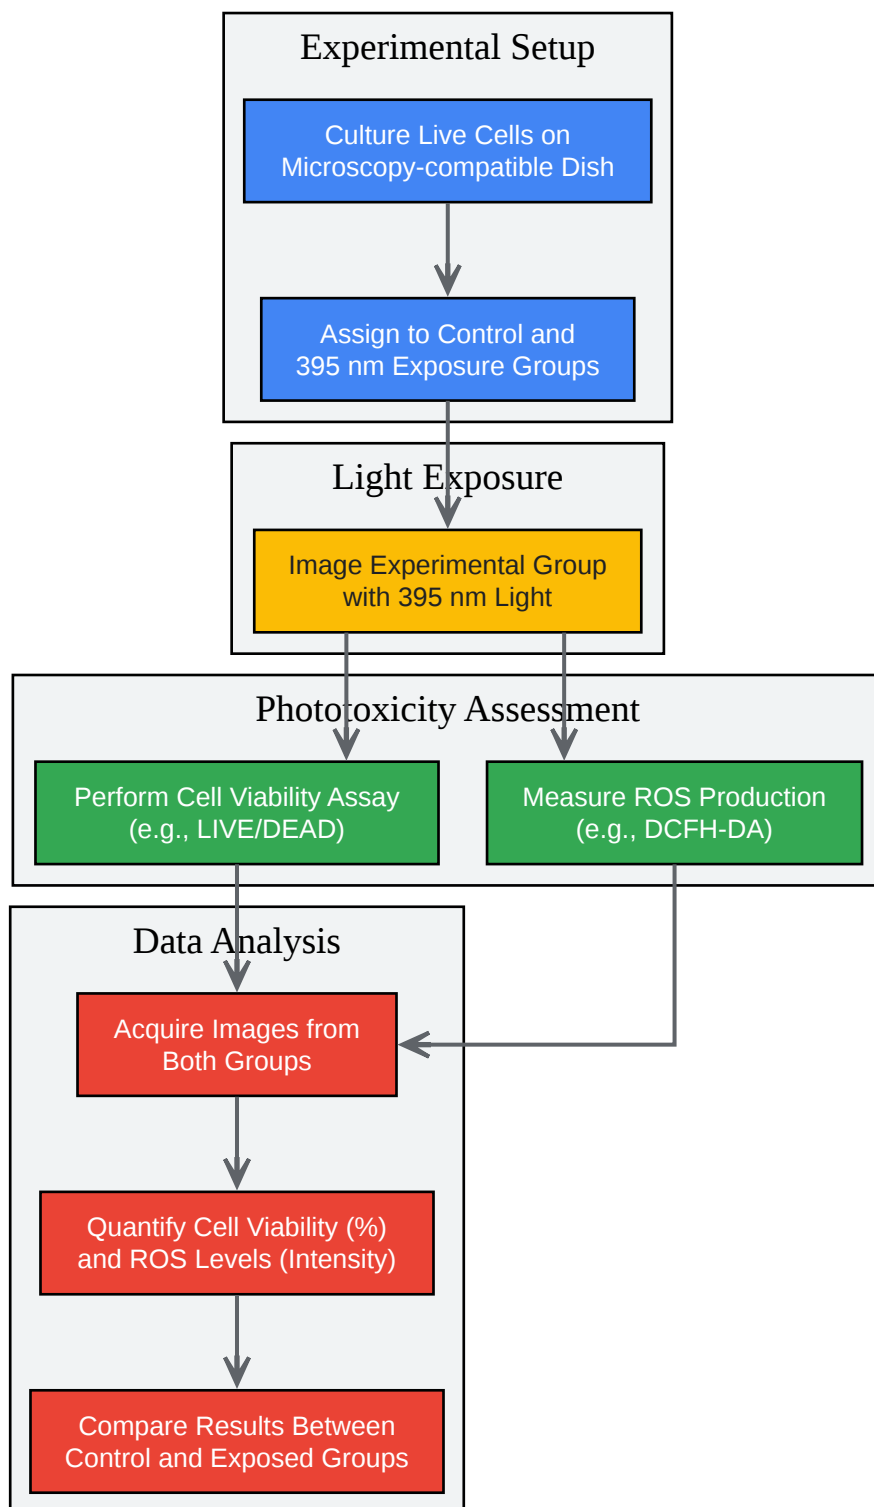 Experimental Setup
Culture Live Cells on
Microscopy-compatible Dish
Assign to Control and
395 nm Exposure Groups
Light Exposure
Image Experimental Group
with 395 nm Light
Phototoxicity Assessment
Perform Cell Viability Assay
(e.g., LIVE/DEAD)
Measure ROS Production
(e.g., DCFH-DA)
Data Analysis
Acquire Images from
Both Groups
Quantify Cell Viability (%)
and ROS Levels (Intensity)
Compare Results Between
Control and Exposed Groups